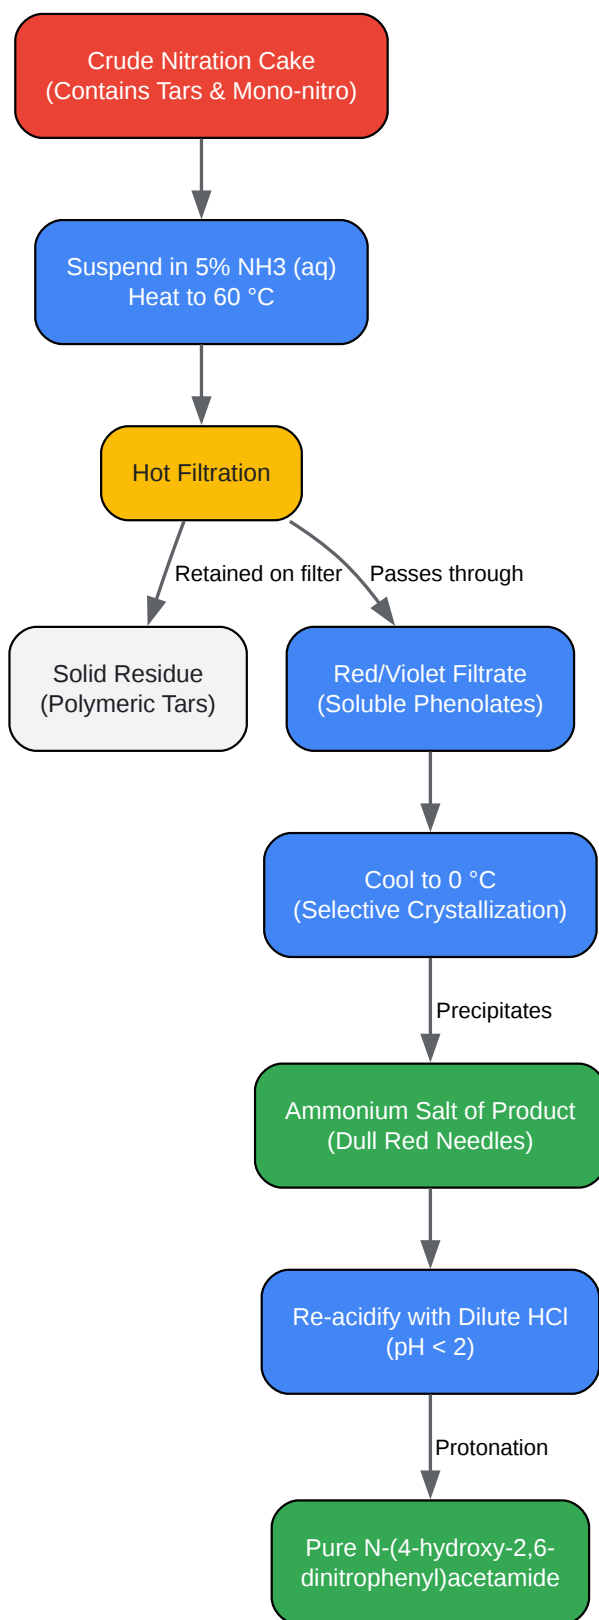 Crude Nitration Cake
(Contains Tars & Mono-nitro)
Suspend in 5% NH3 (aq)
Heat to 60 °C
Hot Filtration
Retained on filter
Passes through
Solid Residue
(Polymeric Tars)
Red/Violet Filtrate
(Soluble Phenolates)
Cool to 0 °C
(Selective Crystallization)
Precipitates
Ammonium Salt of Product
(Dull Red Needles)
Re-acidify with Dilute HCl
(pH < 2)
Protonation
Pure N-(4-hydroxy-2,6-
dinitrophenyl)acetamide